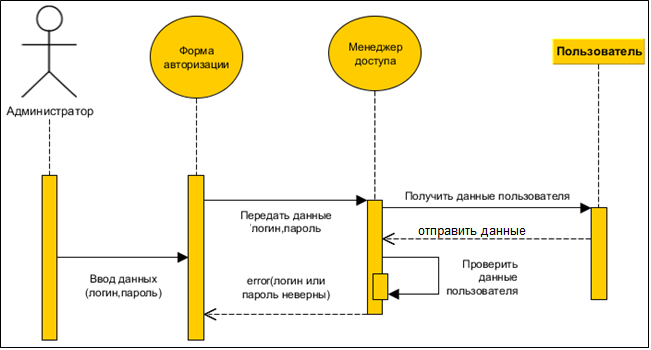 Администратор
Форма
авторизации
Менеджер
доступа
Пользователь
Передать данные
'логин,пароль
Получить данные пользователя
отправить данные
Ввод данных
(логин,пароль)
error(логин или
пароль неверны)
Проверить
данные
пользователя